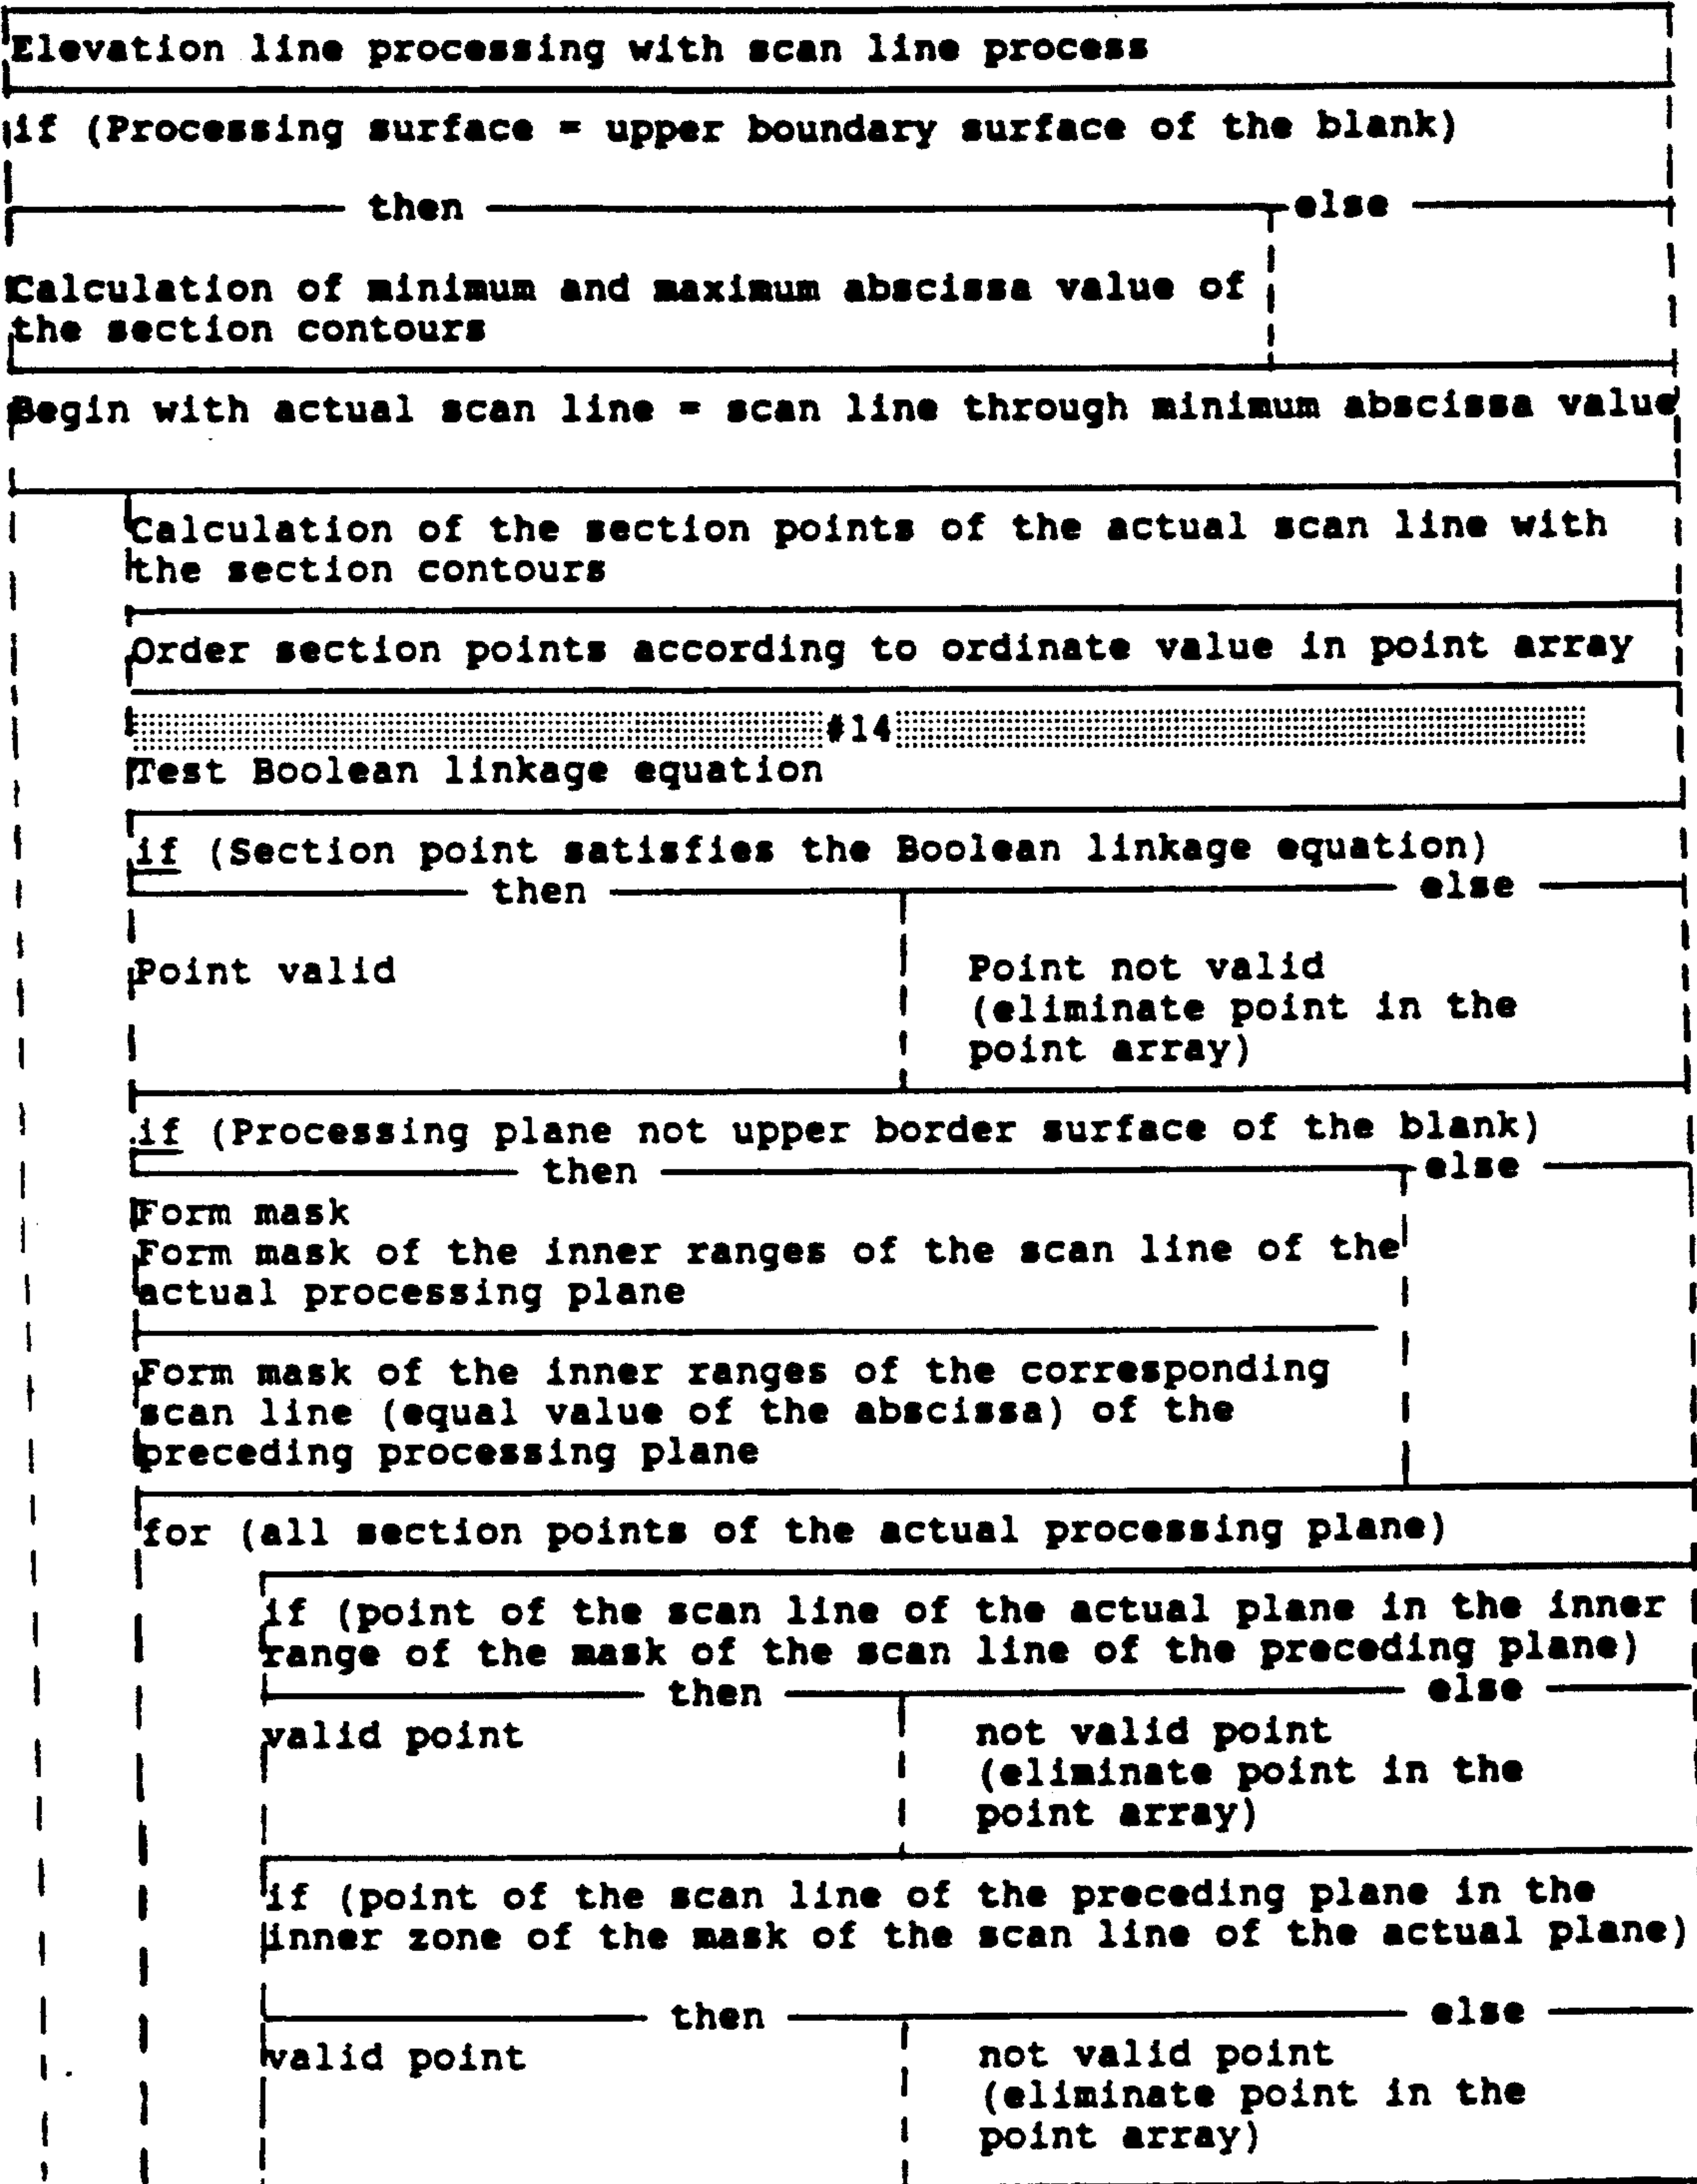 Elevation line processing with scan line process
if (Processing surface = upper boundary surface of the blank)
then else
Calculation of minimum and maximum abscissa value of
the section contours
Begin with actual scan line = scan line through minimum abscissa value
Calculation of the section points of the actual scan line with
the section contours
Order section points according to ordinate value in point array
#14
Test Boolean linkage equation
if (Section point satisfies the Boolean linkage equation)
then else
Point valid Point not valid
(eliminate point in the
point array)
if (Processing plane not upper border surface of the blank)
then else
Form mask
Form mask of the inner ranges of the scan line of the
actual processing plane
Form mask of the inner ranges of the corresponding
scan line (equal value of the abscissa) of the
preceding processing plane
for (all section points of the actual processing plane)
if (point of the scan line of the actual plane in the inner
range of the mask of the scan line of the preceding plane)
then else
valid point not valid point
(eliminate point in the
point array)
if (point of the scan line of the preceding plane in the
inner zone of the mask of the scan line of the actual plane)
then else
valid point not valid point
(eliminate point in the
point array)